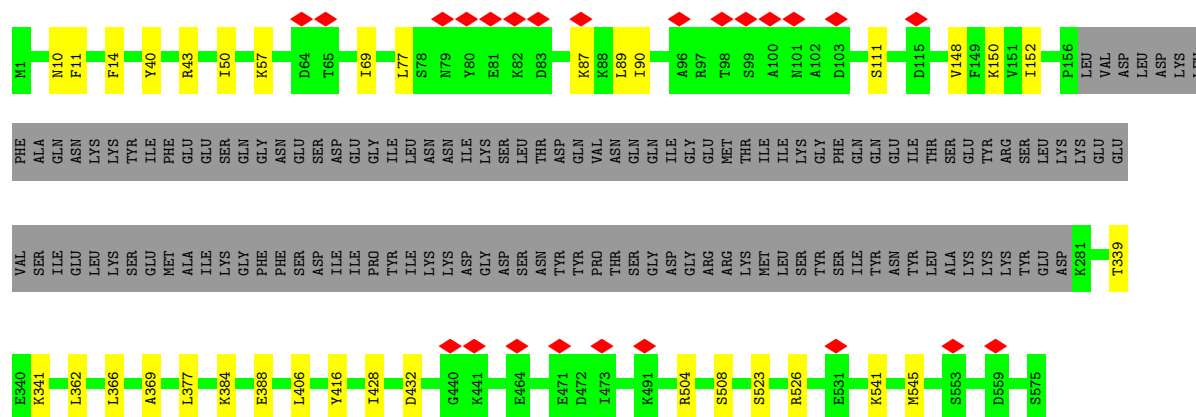 M1 N10 F11 F14 Y40 R43 I50 K57 D64 T65 I69 L77 S78 N79 Y80 E81 K82 D83 K87 K88 L89 I90 A96 R97 T98 S99 A100 N101 A102 D103 S111 D115 V148 F149 K150 V151 I152 P156 LEU VAL ASP LEU ASP LYS LEU
PHE ALA GLN ASN LYS LYS TYR ILE PHE GLU GLU SER GLN GLY ASN GLU SER ASP GLU GLY ILE LEU ASN ASN ILE LYS SER LEU THR ASP GLN VAL ASN GLN GLN ILE GLY GLU MET THR ILE ILE LYS GLY PHE GLN GLN GLU ILE THR SER GLU TYR ARG SER LEU LYS LYS GLU GLU
VAL SER ILE GLU LEU LYS SER GLU MET ALA ILE LYS GLY PHE PHE SER ASP ILE ILE PRO TYR ILE LYS LYS ASP GLY ASP SER ASN TYR TYR PRO THR SER GLY ASP GLY ARG ARG LYS MET LEU SER TYR SER ILE TYR ASN TYR LEU ALA LYS LYS LYS TYR GLU ASP K281 T339
E340 K341 L362 L366 A369 L377 K384 E388 L406 Y416 I428 D432 G440 K441 E464 E471 D472 I473 K491 R504 S508 S523 R526 E531 K541 M545 S553 D559 S575